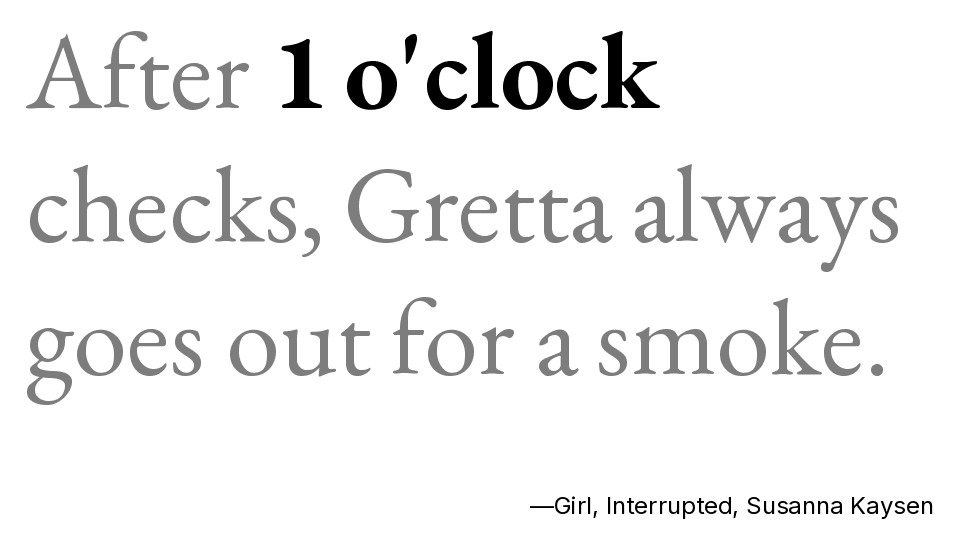 After 1 o'clock
checks, Gretta always
goes out for a smoke.
—Girl, Interrupted, Susanna Kaysen